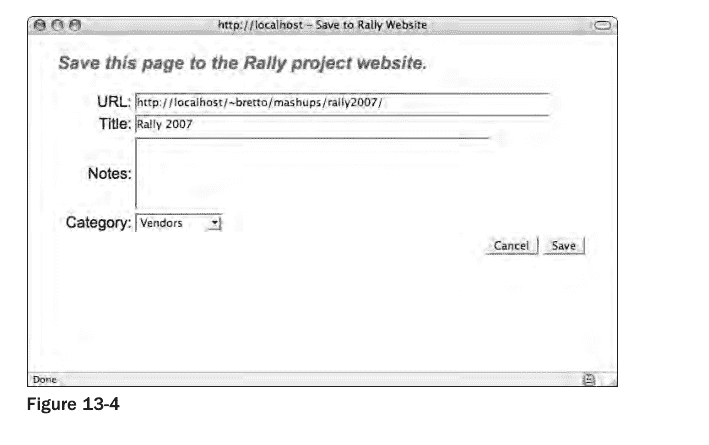 http://localhost – Save to Rally Website
Save this page to the Rally project website.
URL: http://localhost/~bretto/mashups/rally2007/
Title: Rally 2007
Notes:
Category: Vendors
Cancel Save
Done
Figure 13-4